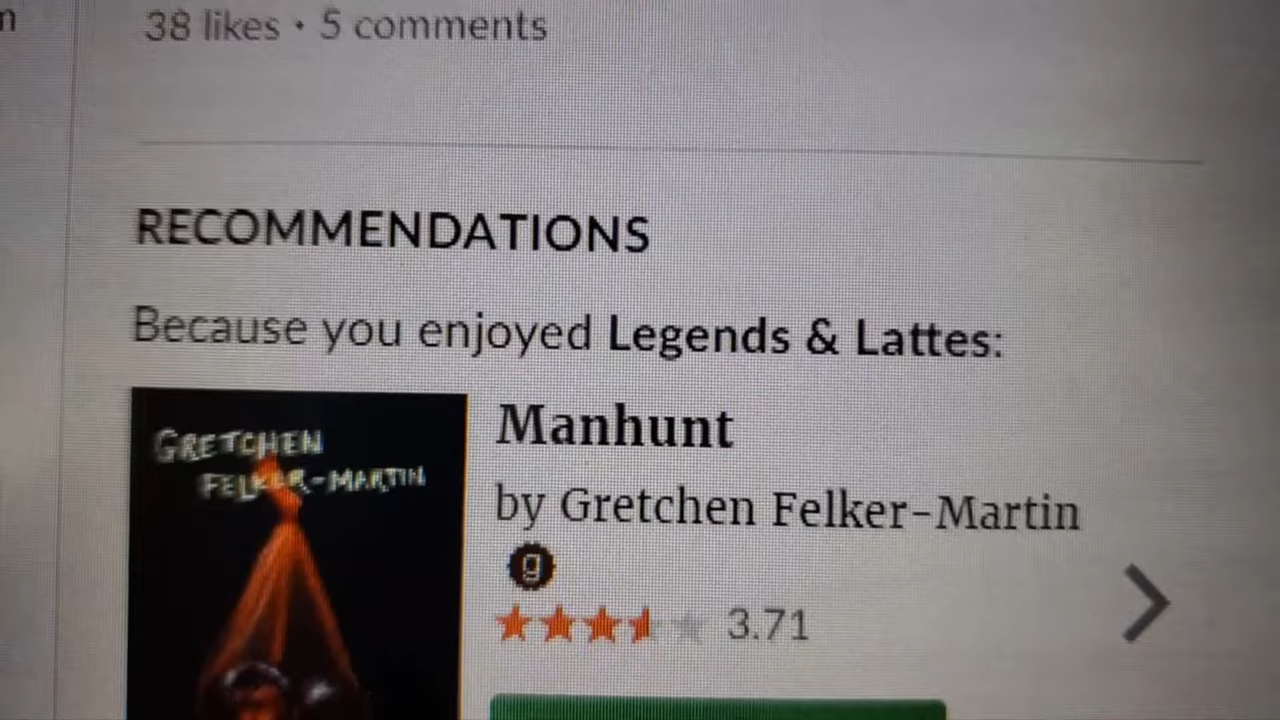 n
38 likes • 5 comments
RECOMMENDATIONS
Because you enjoyed Legends & Lattes:
GRETCHEN
FELKER-MARTIN
Manhunt
by Gretchen Felker-Martin
g
3.71